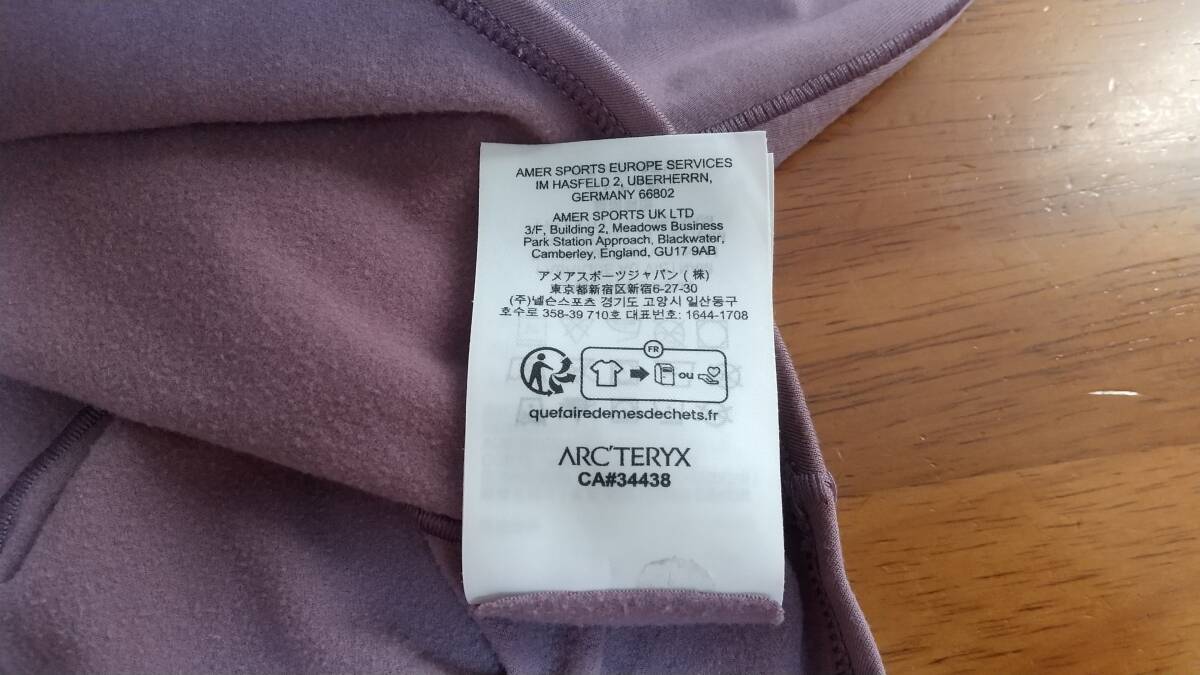 AMER SPORTS EUROPE SERVICES
IM HASFELD 2, UBERHERRN,
GERMANY 66802
AMER SPORTS UK LTD
3/F, Building 2, Meadows Business
Park Station Approach, Blackwater,
Camberley, England, GU17 9AB
アメアスポーツジャパン(株)
東京都新宿区新宿6-27-30
(주)넬슨스포츠 경기도 고양시 일산동구
호수로 358-39 710호 대표번호: 1644-1708
FR
ou
quefairedemesdechets.fr
ARC'TERYX
CA#34438